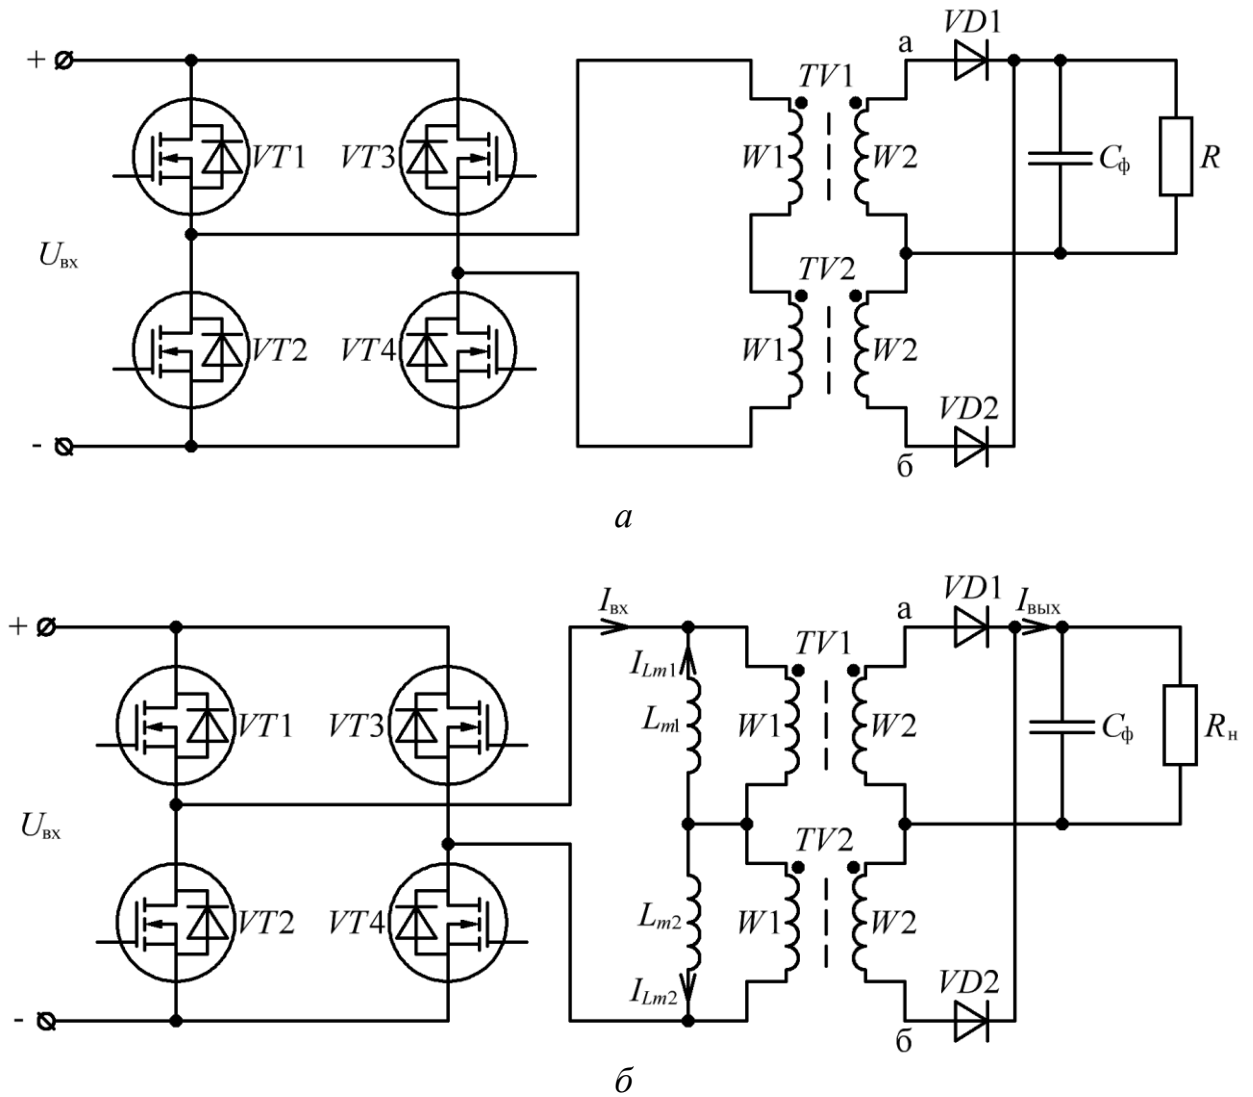 VD1
а
+
TV1
VT1
VT3
W1
W2
Cф
R
Uвх
TV2
VT2
VT4
W1
W2
VD2
-
б
а
VD1
Iвх
а
Iвых
+
TV1
ILm1
VT1
VT3
Lm1
W1
W2
Cф
Rн
Uвх
TV2
VT2
VT4
Lm2
W1
W2
ILm2
VD2
-
б
б